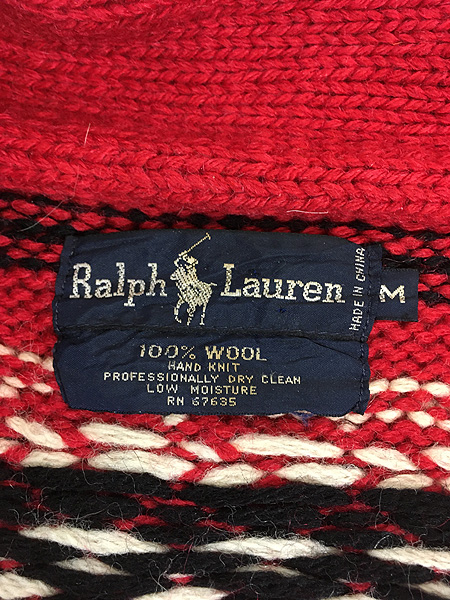 Ralph Lauren
MADE IN CHINA
M
100% WOOL
HAND KNIT
PROFESSIONALLY DRY CLEAN
LOW MOISTURE
RN 67635